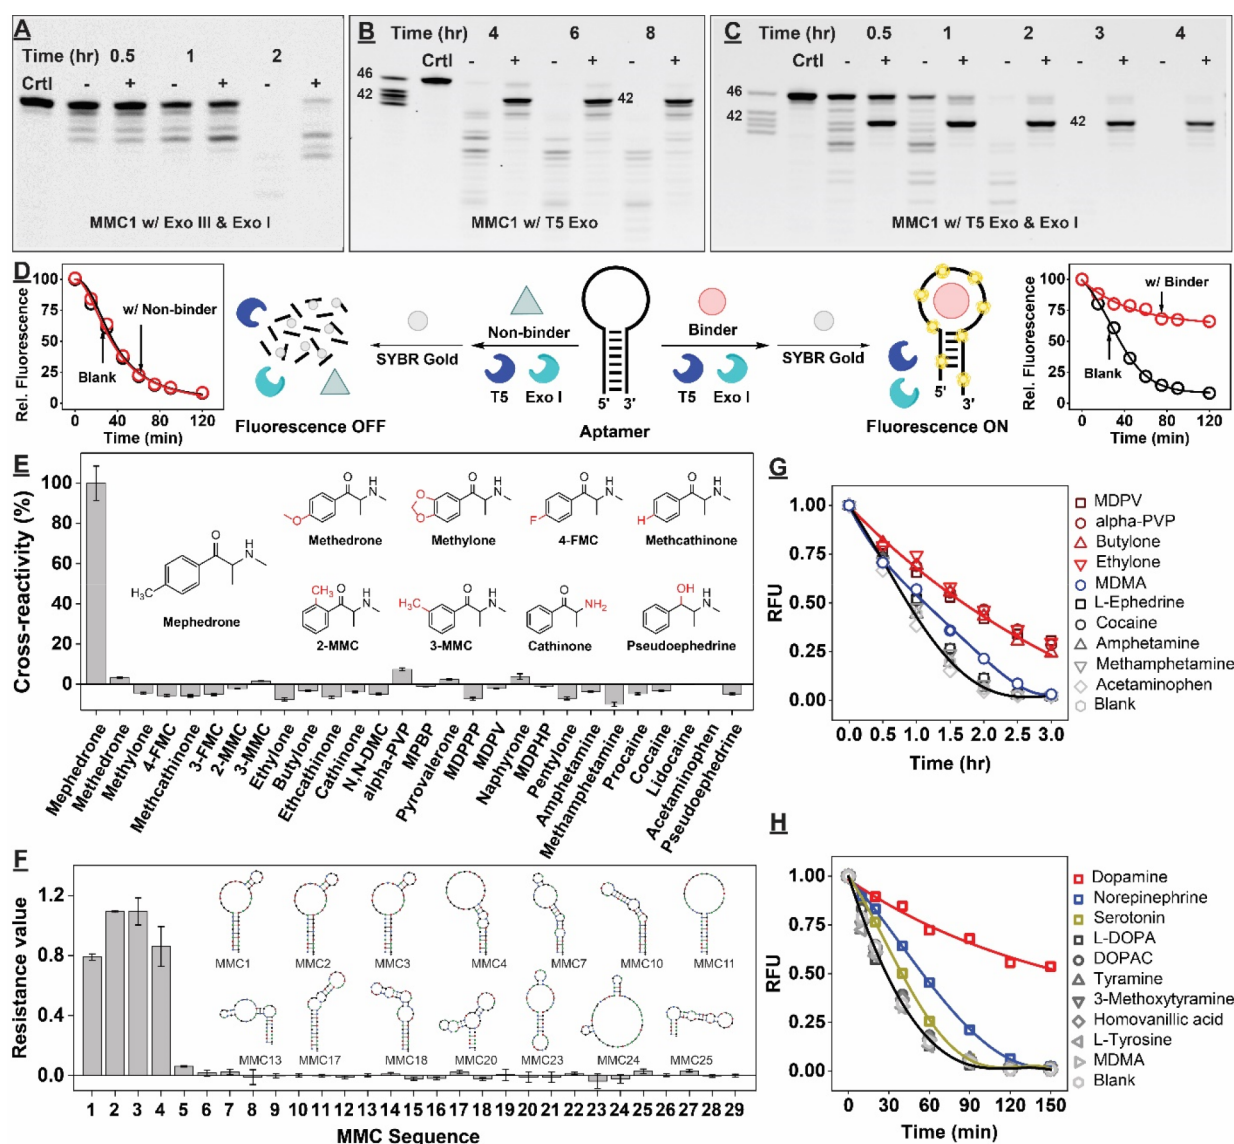 A
Time (hr) 0.5 1 2
Crtl - + - + - +
MMC1 w/ Exo III & Exo I
B
Time (hr) 4 6 8
Crtl - + - + - +
46
42
42
MMC1 w/ T5 Exo
C
Time (hr) 0.5 1 2 3 4
Crtl - + - + - + - + - +
46
42
42
MMC1 w/ T5 Exo & Exo I
D
Rel. Fluorescence
100
75
50
25
0
w/ Non-binder
Blank
0 40 80 120
Time (min)
SYBR Gold
Non-binder
T5 Exo I
Fluorescence OFF
5' 3'
Aptamer
Binder
T5 Exo I
SYBR Gold
5'
3'
Fluorescence ON
Rel. Fluorescence
100
75
50
25
0
w/ Binder
Blank
0 40 80 120
Time (min)
E
Cross-reactivity (%)
100
80
60
40
20
0
O
H
N
H3C
Mephedrone
O
H
N
O
Methedrone
O
H
N
O
O
Methylone
O
H
N
F
4-FMC
O
H
N
H
Methcathinone
CH3
O
H
N
2-MMC
O
H
N
H3C
3-MMC
O
NH2
Cathinone
OH
H
N
Pseudoephedrine
Mephedrone
Methedrone
Methylone
4-FMC
Methcathinone
3-FMC
2-MMC
3-MMC
Ethylone
Butylone
Ethcathinone
Cathinone
N,N-DMC
alpha-PVP
MPBP
Pyrovalerone
MDPPP
MDPV
Naphyrone
MDPHP
Pentylone
Amphetamine
Methamphetamine
Procaine
Cocaine
Lidocaine
Acetaminophen
Pseudoephedrine
F
Resistance value
1.2
0.8
0.4
0.0
MMC1 MMC2 MMC3 MMC4 MMC7 MMC10 MMC11
MMC13 MMC17 MMC18 MMC20 MMC23 MMC24 MMC25
1 2 3 4 5 6 7 8 9 10 11 12 13 14 15 16 17 18 19 20 21 22 23 24 25 26 27 28 29
MMC Sequence
G
RFU
1.00
0.75
0.50
0.25
0.00
0.0 0.5 1.0 1.5 2.0 2.5 3.0
Time (hr)
MDPV
alpha-PVP
Butylone
Ethylone
MDMA
L-Ephedrine
Cocaine
Amphetamine
Methamphetamine
Acetaminophen
Blank
H
RFU
1.00
0.75
0.50
0.25
0.00
0 30 60 90 120 150
Time (min)
Dopamine
Norepinephrine
Serotonin
L-DOPA
DOPAC
Tyramine
3-Methoxytyramine
Homovanillic acid
L-Tyrosine
MDMA
Blank